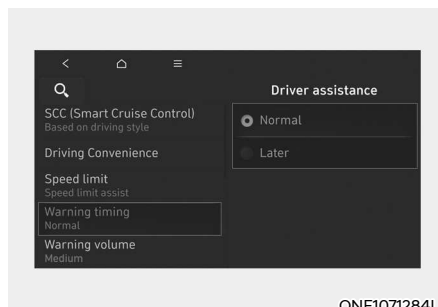 SCC (Smart Cruise Control)
Based on driving style
Driving Convenience
Speed limit
Speed limit assist
Warning timing
Normal
Warning volume
Medium
Driver assistance
Normal
Later